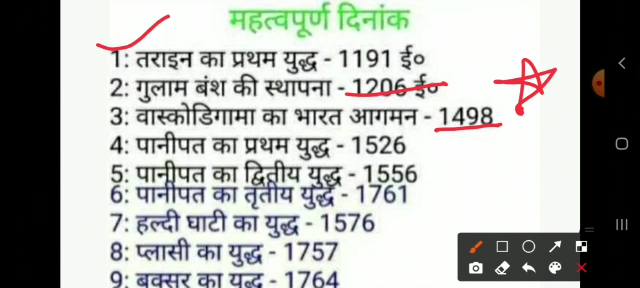 महत्वपूर्ण दिनांक
1: तराइन का प्रथम युद्ध - 1191 ई०
2: गुलाम बंश की स्थापना - 1206 ई०
3: वास्कोडिगामा का भारत आगमन - 1498
4: पानीपत का प्रथम युद्ध - 1526
5: पानीपत का द्वितीय युद्ध - 1556
6: पानीपत का तृतीय युद्ध - 1761
7: हल्दी घाटी का युद्ध - 1576
8: प्लासी का युद्ध - 1757
9: बक्सर का युद्ध - 1764